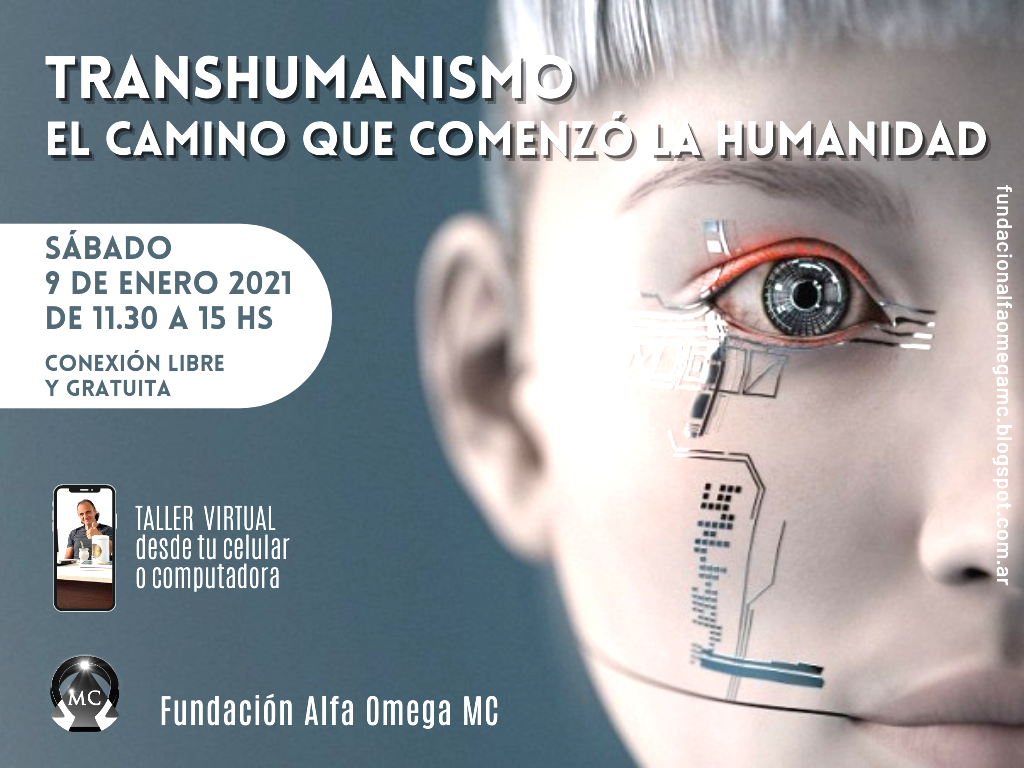 TRANSHUMANISMO
EL CAMINO QUE COMENZÓ LA HUMANIDAD
SÁBADO
9 DE ENERO 2021
DE 11.30 A 15 HS
CONEXIÓN LIBRE
Y GRATUITA
TALLER VIRTUAL
desde tu celular
o computadora
MC
Fundación Alfa Omega MC
fundacionalfaomegamc.blogspot.com.ar